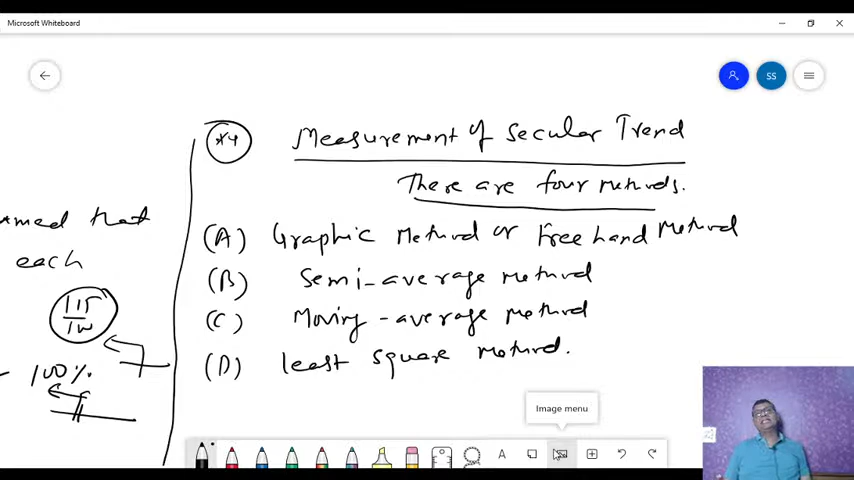 Microsoft Whiteboard
SS
Measurement of Secular Trend
There are four methods.
(A) Graphic Method or Free hand Method
(B) Semi-average method
(C) Moving-average method
(D) least square method.
that
each
100%.
Image menu